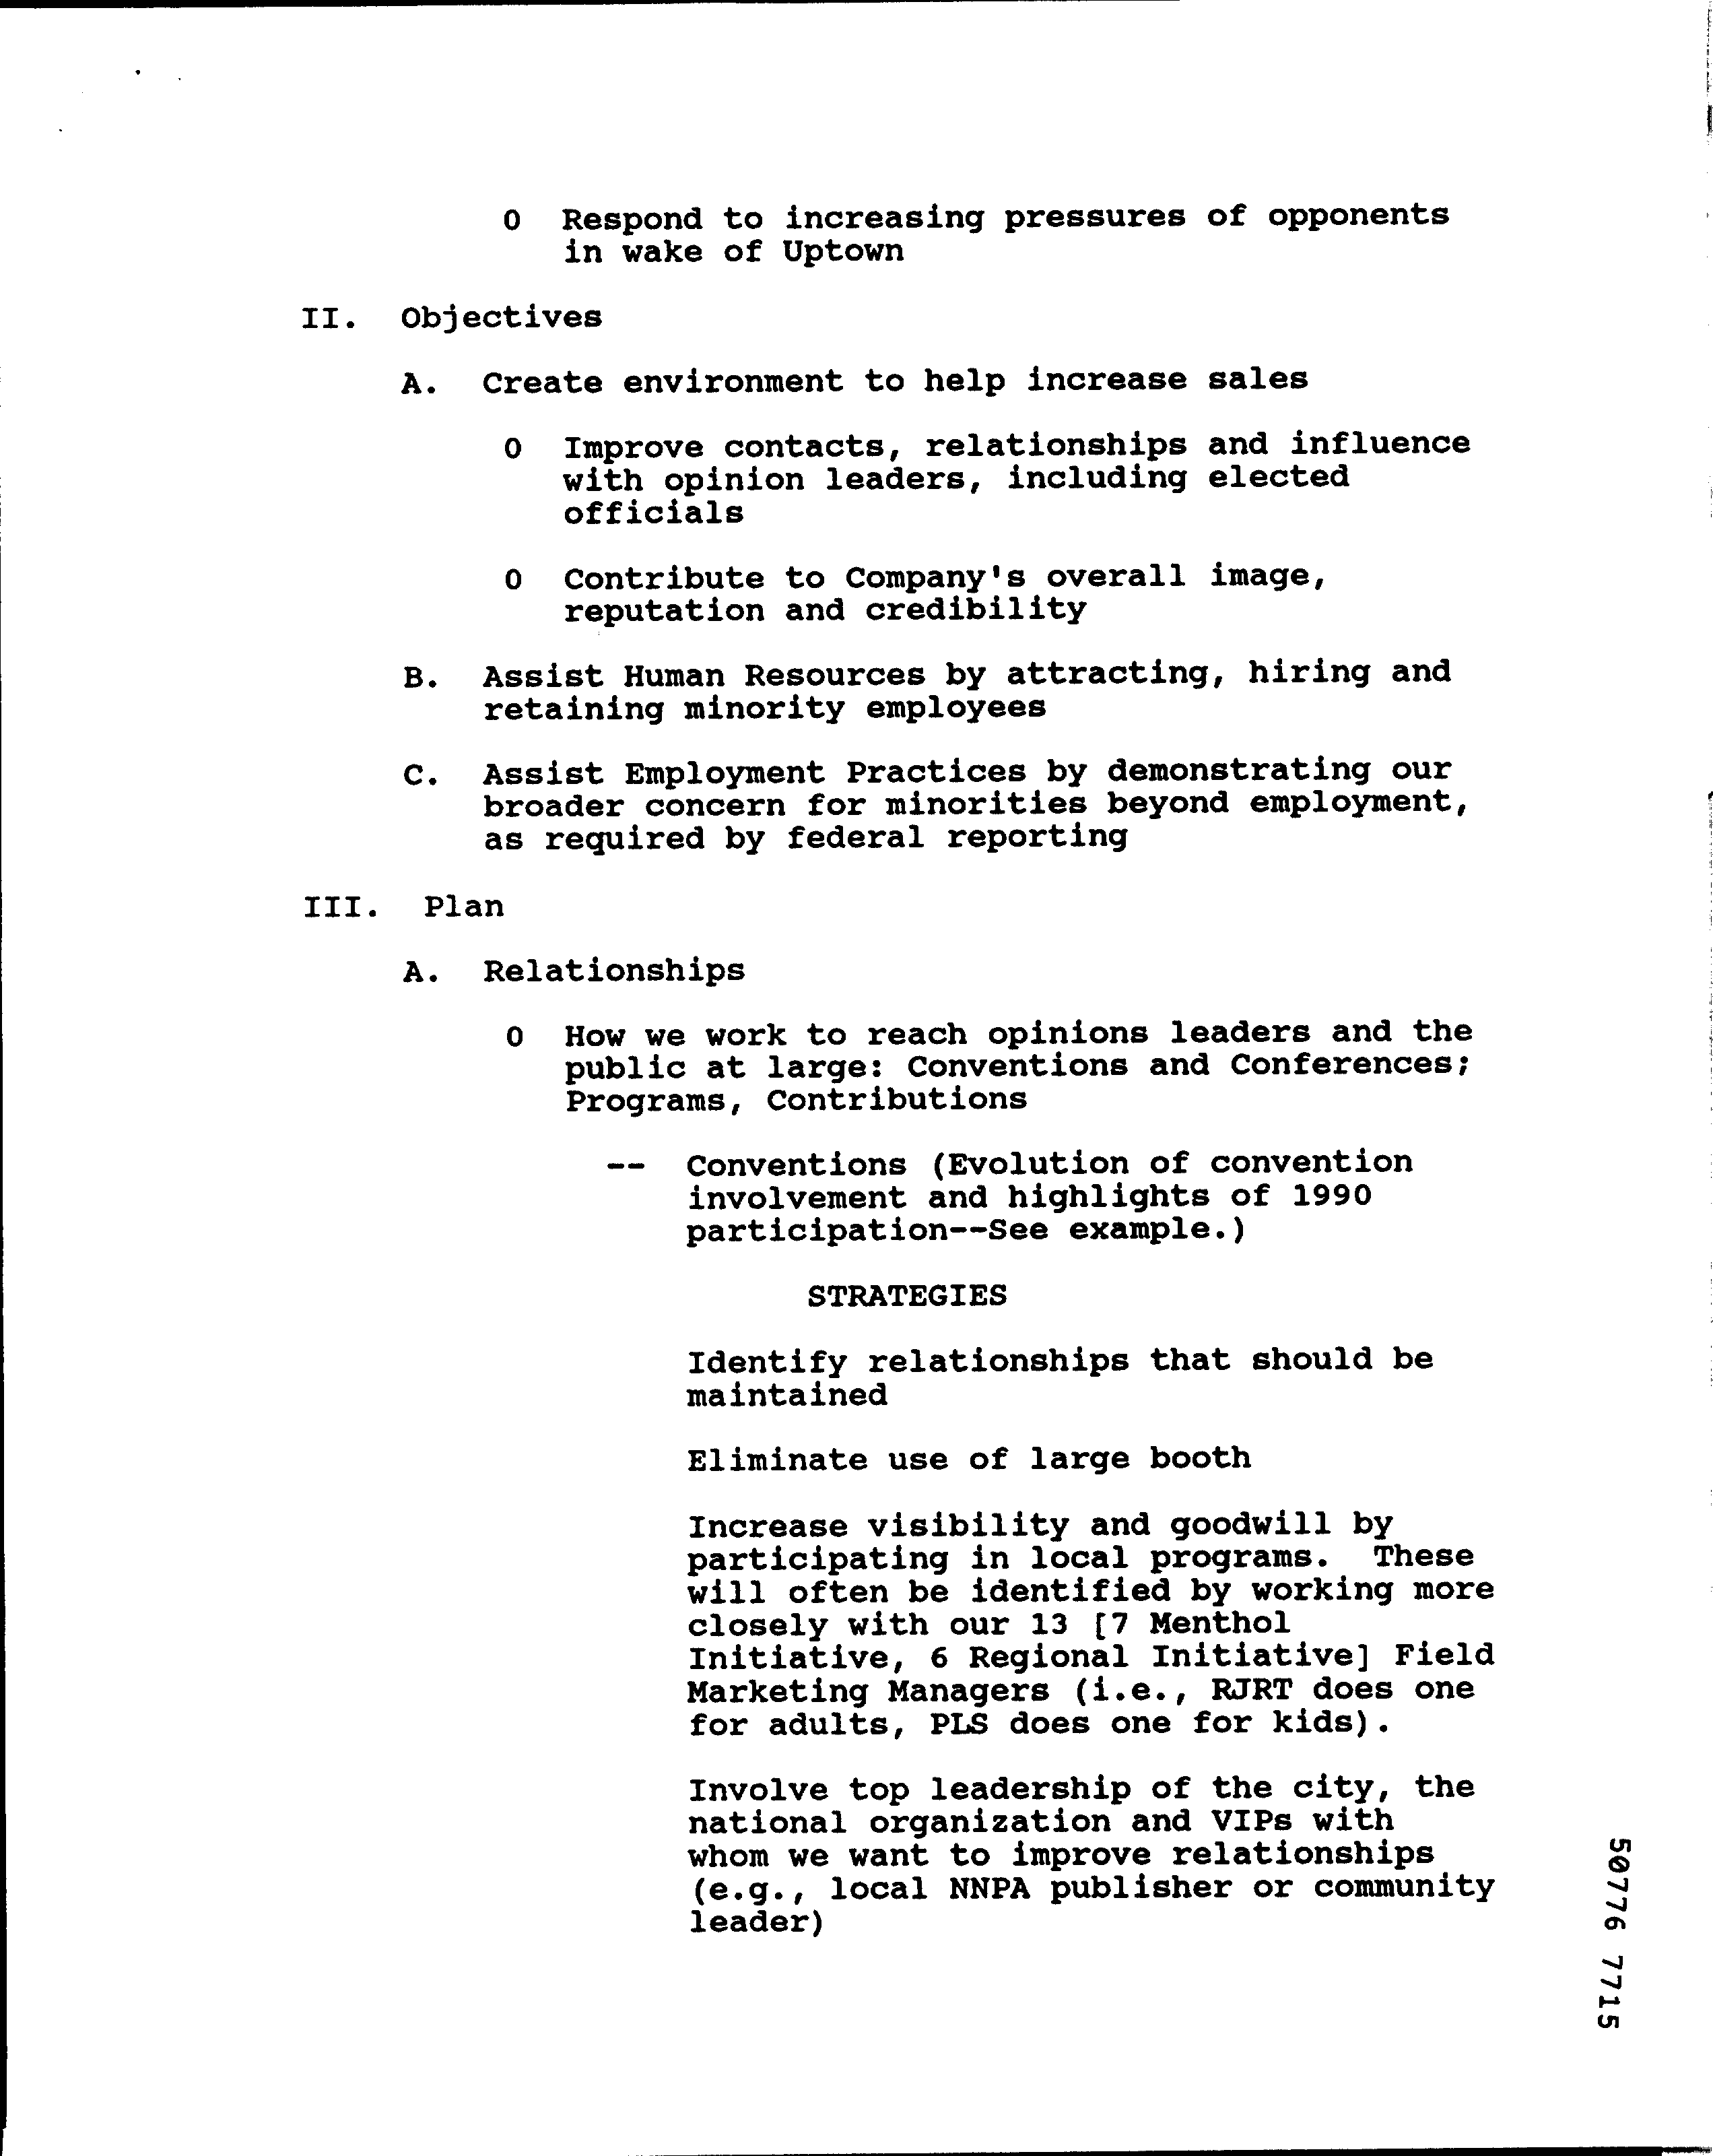 0 Respond to increasing pressures of opponents
in wake of Uptown
II. Objectives
A. Create environment to help increase sales
0 Improve contacts, relationships and influence
with opinion leaders, including elected
officials
0 Contribute to Company's overall image,
reputation and credibility
B. Assist Human Resources by attracting, hiring and
retaining minority employees
C. Assist Employment Practices by demonstrating our
broader concern for minorities beyond employment,
as required by federal reporting
III. Plan
A. Relationships
0 How we work to reach opinions leaders and the
public at large: Conventions and Conferences;
Programs, Contributions
-- Conventions (Evolution of convention
involvement and highlights of 1990
participation--See example.)
STRATEGIES
Identify relationships that should be
maintained
Eliminate use of large booth
Increase visibility and goodwill by
participating in local programs. These
will often be identified by working more
closely with our 13 [7 Menthol
Initiative, 6 Regional Initiative] Field
Marketing Managers (i.e., RJRT does one
for adults, PLS does one for kids).
Involve top leadership of the city, the
national organization and VIPs with
whom we want to improve relationships
(e.g., local NNPA publisher or community
leader)
50776 7715